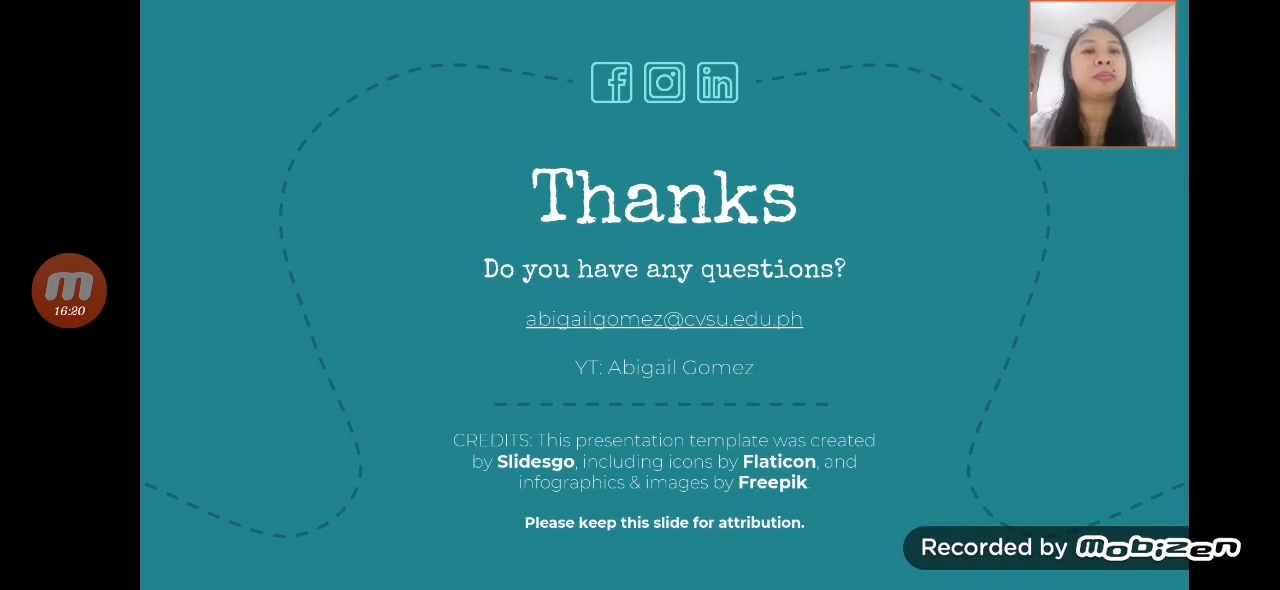 Thanks
Do you have any questions?
abigailgomez@cvsu.edu.ph
YT: Abigail Gomez
CREDITS: This presentation template was created
by Slidesgo, including icons by Flaticon, and
infographics & images by Freepik.
Please keep this slide for attribution.
16:20
Recorded by mobizen